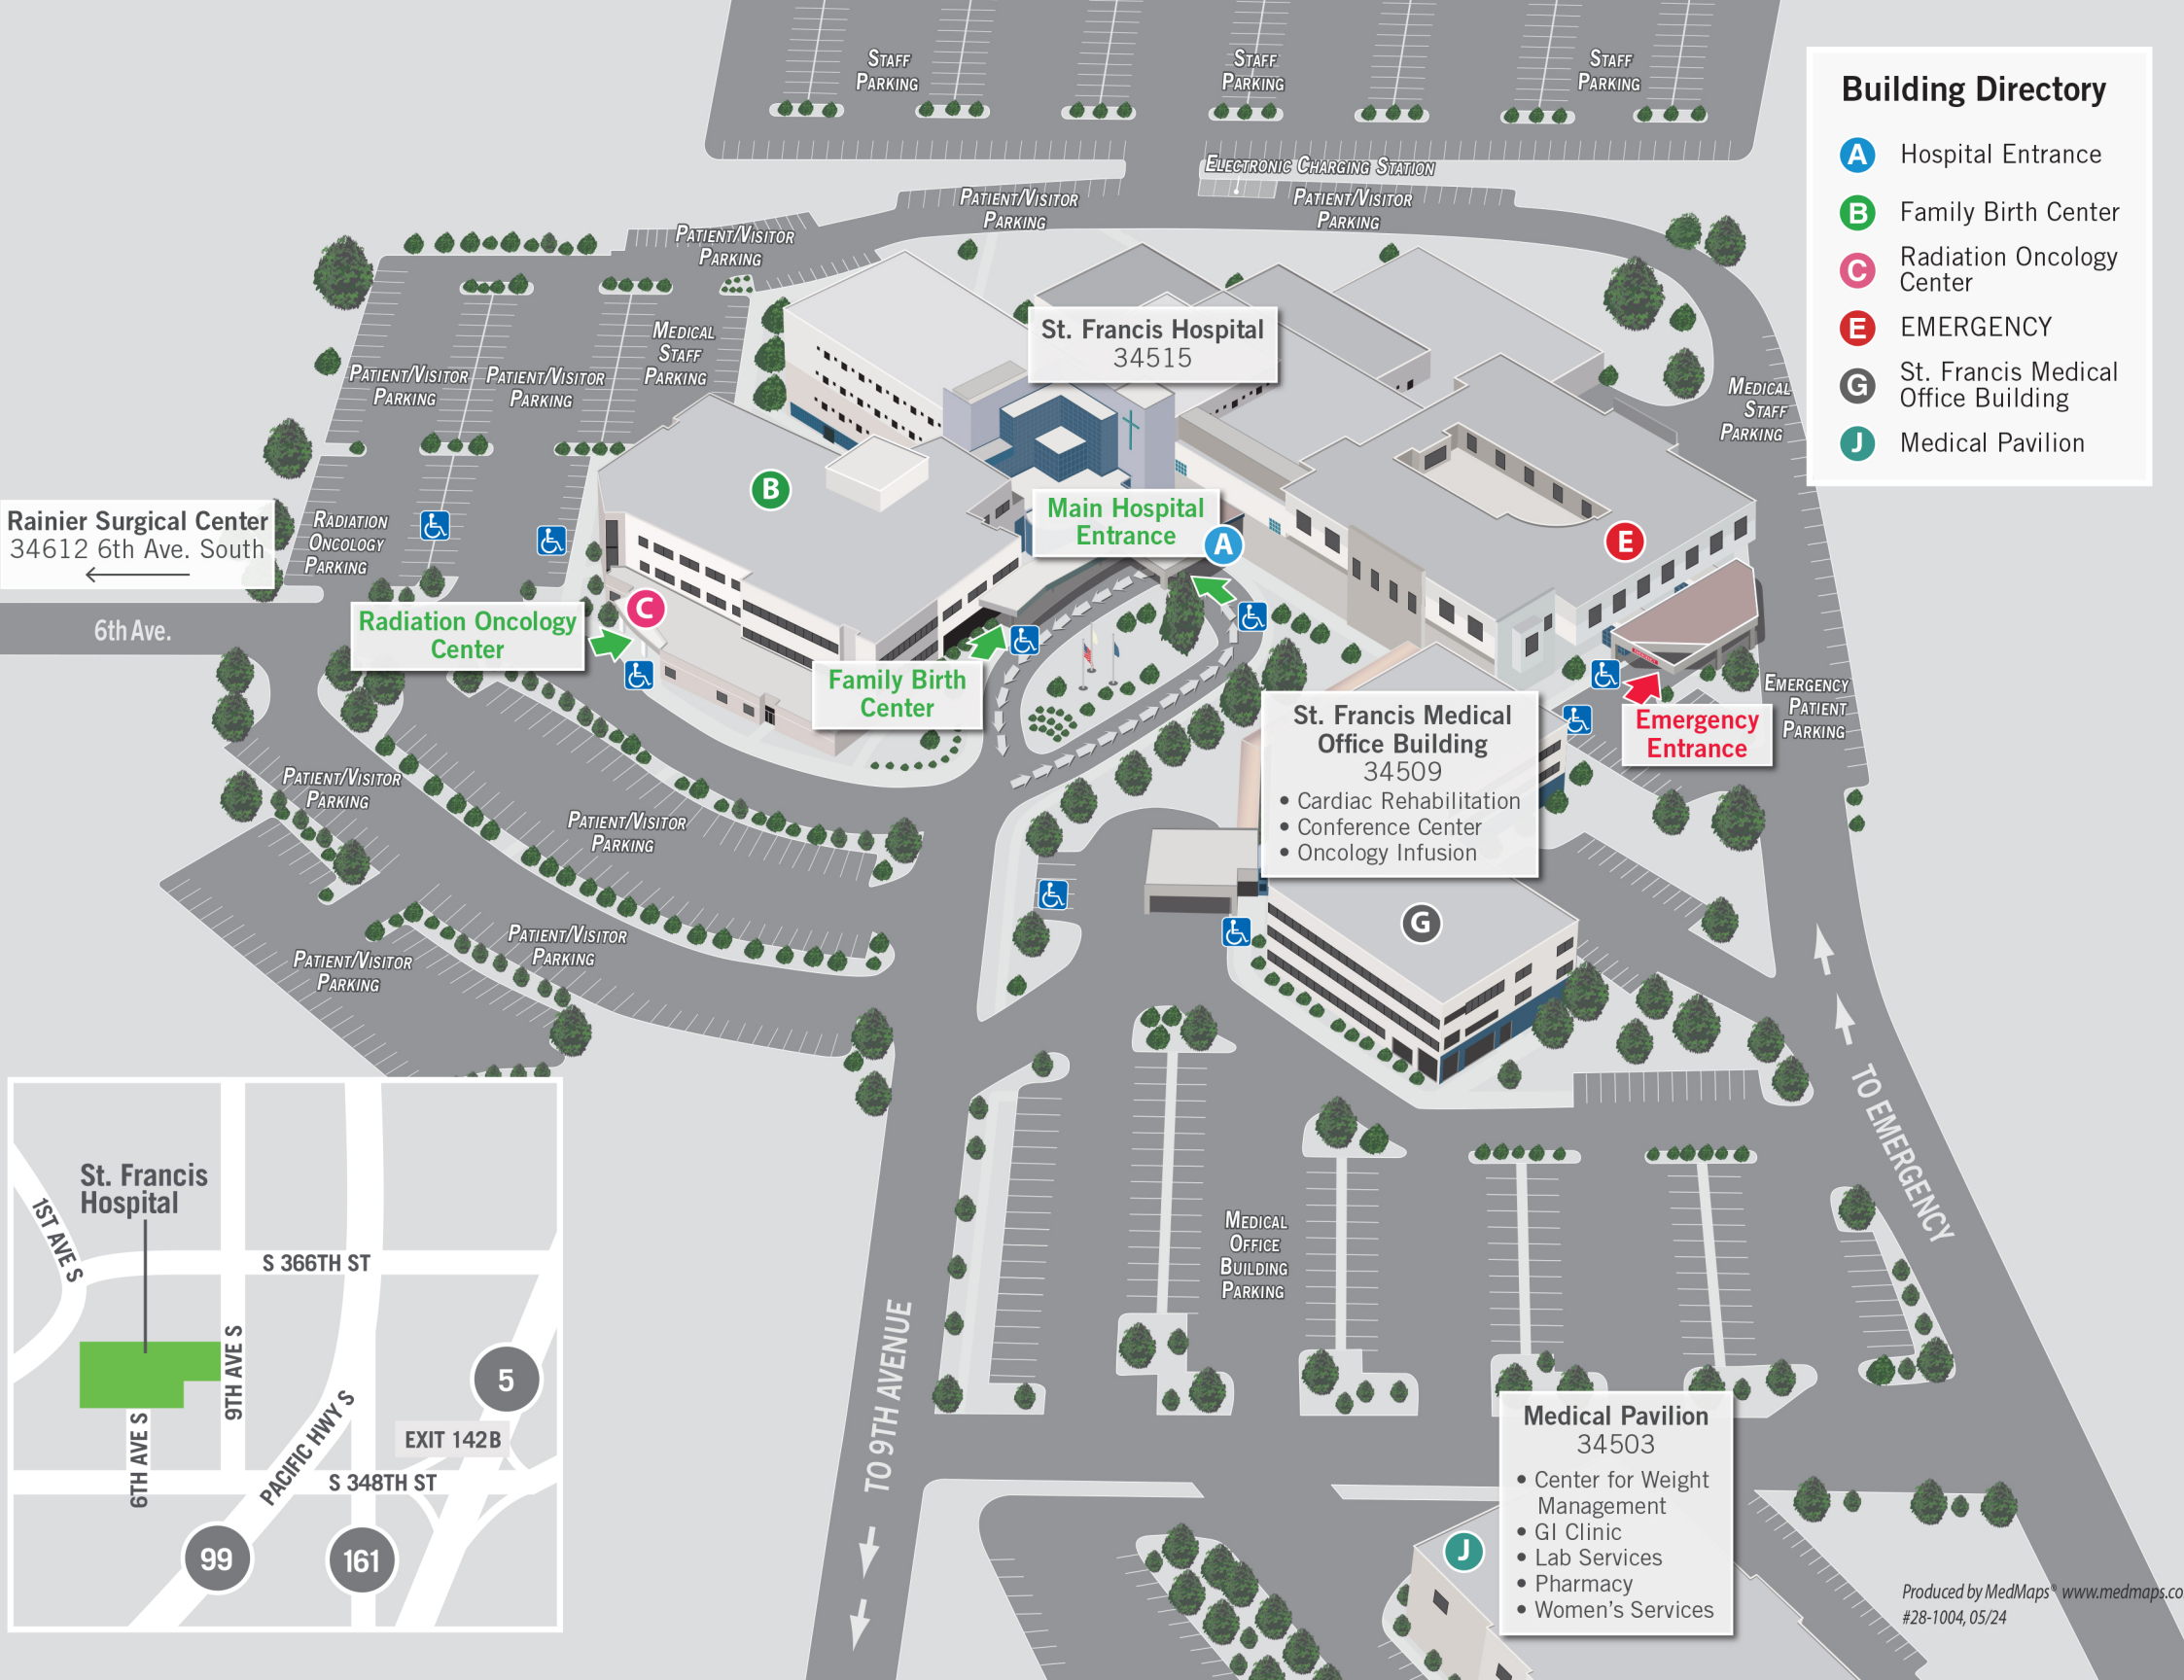 STAFF
PARKING
STAFF
PARKING
STAFF
PARKING
ELECTRONIC CHARGING STATION
PATIENT/VISITOR
PARKING
PATIENT/VISITOR
PARKING
PATIENT/VISITOR
PARKING
Building Directory
A Hospital Entrance
B Family Birth Center
C Radiation Oncology
Center
E EMERGENCY
G St. Francis Medical
Office Building
J Medical Pavilion
MEDICAL
STAFF
PARKING
PATIENT/VISITOR
PARKING
PATIENT/VISITOR
PARKING
St. Francis Hospital
34515
MEDICAL
STAFF
PARKING
B
Rainier Surgical Center
34612 6th Ave. South
RADIATION
ONCOLOGY
PARKING
Main Hospital
Entrance
A
E
6th Ave.
Radiation Oncology
Center
C
Family Birth
Center
EMERGENCY
PATIENT
PARKING
Emergency
Entrance
St. Francis Medical
Office Building
34509
• Cardiac Rehabilitation
• Conference Center
• Oncology Infusion
G
PATIENT/VISITOR
PARKING
PATIENT/VISITOR
PARKING
PATIENT/VISITOR
PARKING
PATIENT/VISITOR
PARKING
TO EMERGENCY
MEDICAL
OFFICE
BUILDING
PARKING
TO 9TH AVENUE
Medical Pavilion
34503
• Center for Weight
Management
• GI Clinic
• Lab Services
• Pharmacy
• Women's Services
J
St. Francis
Hospital
1ST AVE S
S 366TH ST
9TH AVE S
6TH AVE S
PACIFIC HWY S
5
EXIT 142B
S 348TH ST
99
161
Produced by MedMaps® www.medmaps.co
#28-1004, 05/24